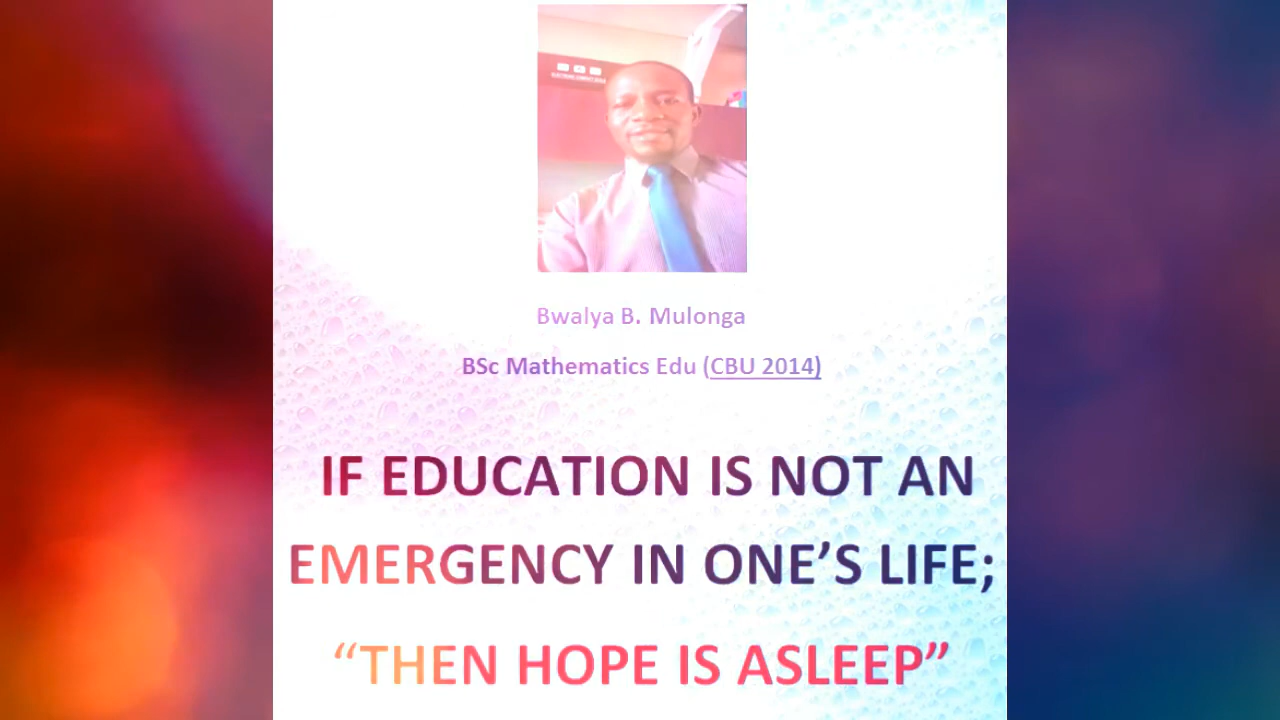 Bwalya B. Mulonga
BSc Mathematics Edu (CBU 2014)
IF EDUCATION IS NOT AN
EMERGENCY IN ONE’S LIFE;
“THEN HOPE IS ASLEEP”